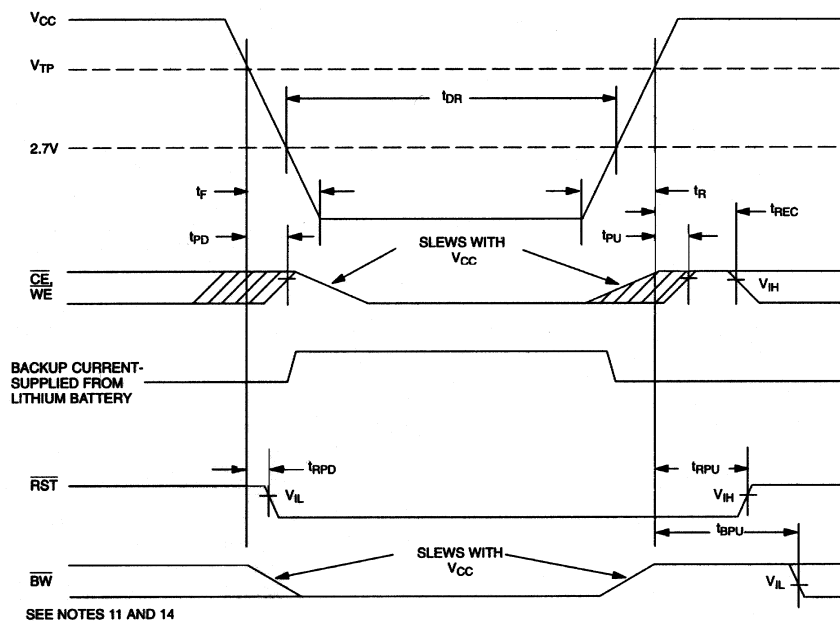 VCC
VTP
tDR
2.7V
tF
tR
tREC
tPD
SLEWS WITH
VCC
tPU
CE,
WE
VIH
BACKUP CURRENT-
SUPPLIED FROM
LITHIUM BATTERY
tRPD
tRPU
RST
VIL
VIH
tBPU
SLEWS WITH
VCC
BW
VIL
SEE NOTES 11 AND 14